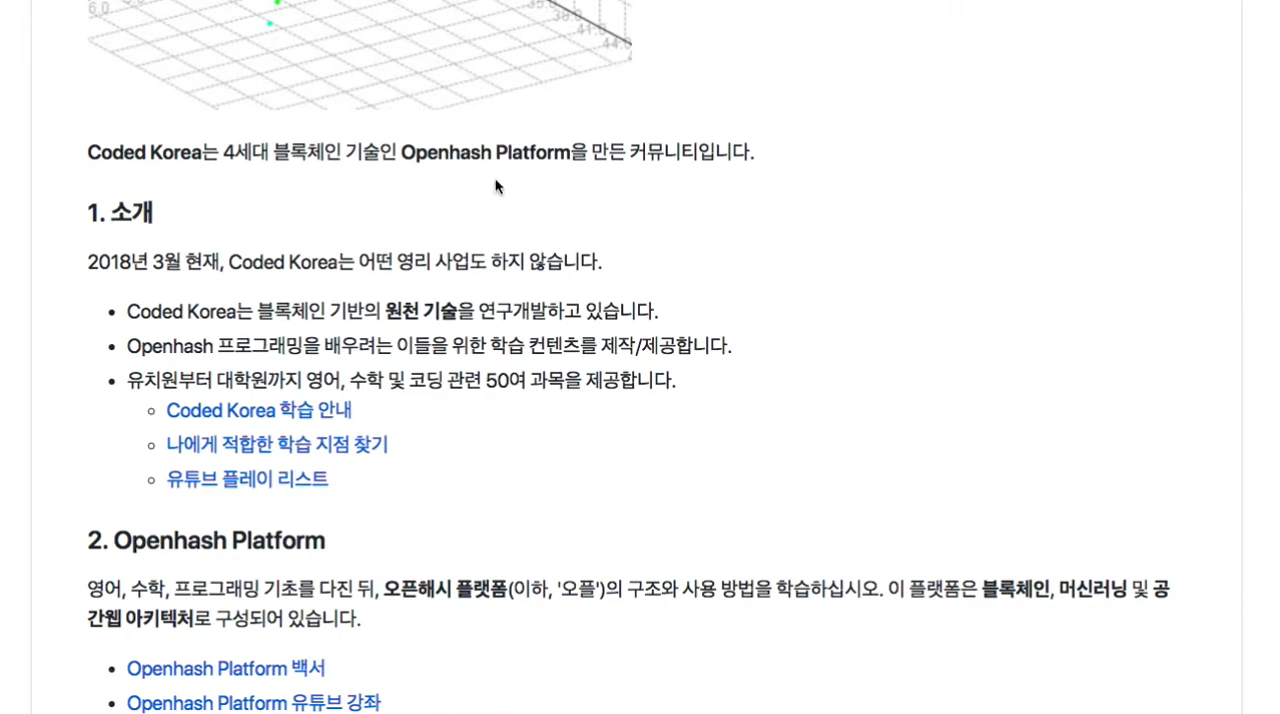 6.0
38.0
41.0
44.0
Coded Korea는 4세대 블록체인 기술인 Openhash Platform을 만든 커뮤니티입니다.
1. 소개
2018년 3월 현재, Coded Korea는 어떤 영리 사업도 하지 않습니다.
Coded Korea는 블록체인 기반의 원천 기술을 연구개발하고 있습니다.
Openhash 프로그래밍을 배우려는 이들을 위한 학습 컨텐츠를 제작/제공합니다.
유치원부터 대학원까지 영어, 수학 및 코딩 관련 50여 과목을 제공합니다.
Coded Korea 학습 안내
나에게 적합한 학습 지점 찾기
유튜브 플레이 리스트
2. Openhash Platform
영어, 수학, 프로그래밍 기초를 다진 뒤, 오픈해시 플랫폼(이하, '오플')의 구조와 사용 방법을 학습하십시오. 이 플랫폼은 블록체인, 머신러닝 및 공
간웹 아키텍처로 구성되어 있습니다.
Openhash Platform 백서
Openhash Platform 유튜브 강좌